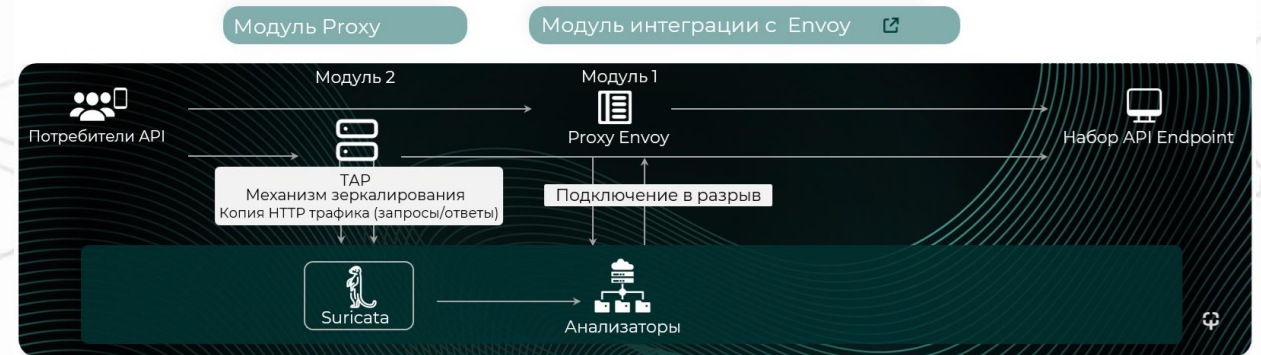 Модуль Proxy
Модуль интеграции с Envoy
Модуль 2
Модуль 1
Потребители API
Proxy Envoy
Набор API Endpoint
TAP
Механизм зеркалирования
Копия HTTP трафика (запросы/ответы)
Подключение в разрыв
Suricata
Анализаторы